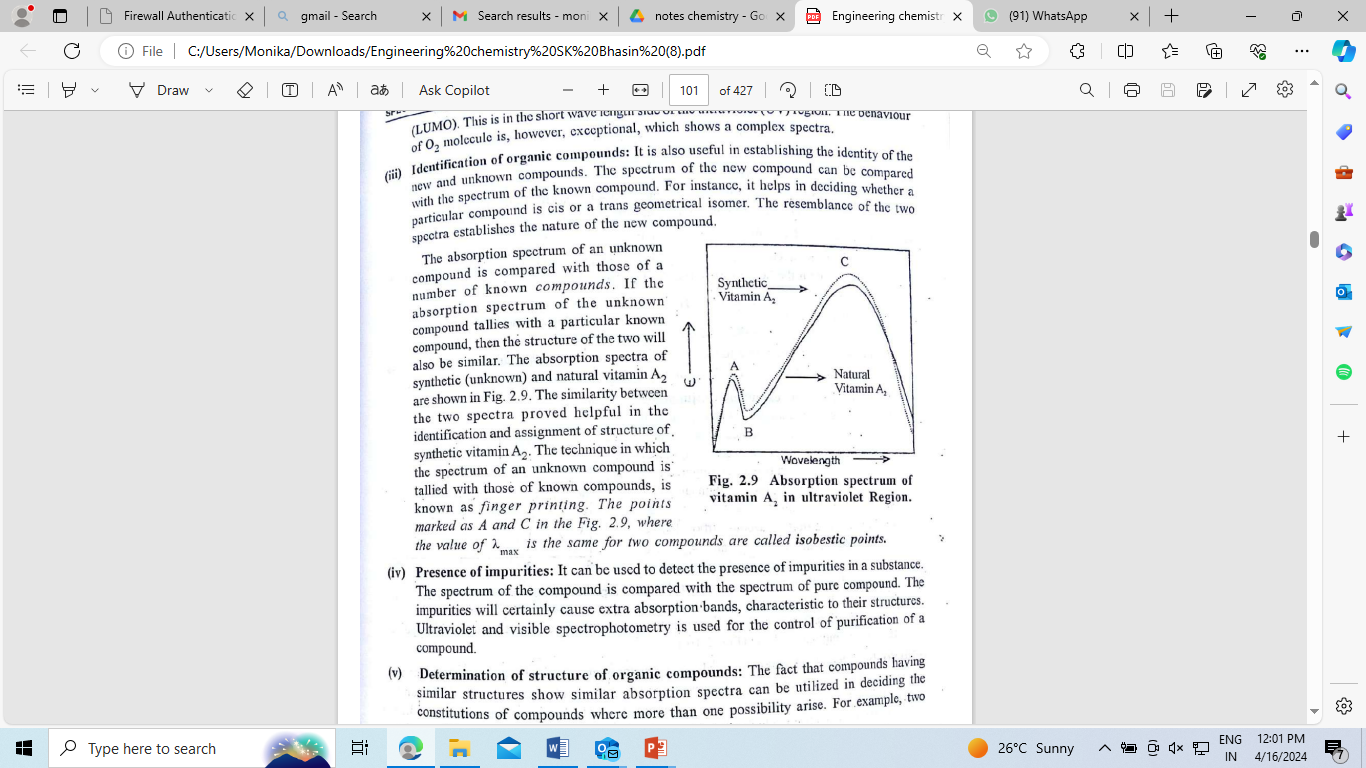 Firewall Authenticatic
gmail - Search
Search results - moni
notes chemistry - Go
Engineering chemistr
(91) WhatsApp
File
C:/Users/Monika/Downloads/Engineering%20chemistry%20SK%20Bhasin%20(8).pdf
Draw
Ask Copilot
101 of 427
(LUMO). This is in the short wave length side of the ultraviolet (UV) region. The behaviour
of O₂ molecule is, however, exceptional, which shows a complex spectra.
(iii) Identification of organic compounds: It is also useful in establishing the identity of the
new and unknown compounds. The spectrum of the new compound can be compared
with the spectrum of the known compound. For instance, it helps in deciding whether a
particular compound is cis or a trans geometrical isomer. The resemblance of the two
spectra establishes the nature of the new compound.
The absorption spectrum of an unknown
compound is compared with those of a
number of known compounds. If the
absorption spectrum of the unknown
compound tallies with a particular known
compound, then the structure of the two will
also be similar. The absorption spectra of
synthetic (unknown) and natural vitamin A₂
are shown in Fig. 2.9. The similarity between
the two spectra proved helpful in the
identification and assignment of structure of
synthetic vitamin A₂. The technique in which
the spectrum of an unknown compound is
tallied with those of known compounds, is
known as finger printing. The points
marked as A and C in the Fig. 2.9, where
the value of λmax is the same for two compounds are called isobestic points.
C
Synthetic
Vitamin A₂
A
Natural
Vitamin A₂
B
ε
Wavelength
Fig. 2.9 Absorption spectrum of
vitamin A₂ in ultraviolet Region.
(iv) Presence of impurities: It can be used to detect the presence of impurities in a substance.
The spectrum of the compound is compared with the spectrum of pure compound. The
impurities will certainly cause extra absorption bands, characteristic to their structures.
Ultraviolet and visible spectrophotometry is used for the control of purification of a
compound.
(v) Determination of structure of organic compounds: The fact that compounds having
similar structures show similar absorption spectra can be utilized in deciding the
constitutions of compounds where more than one possibility arise. For example, two
Type here to search
26°C Sunny
ENG
IN
12:01 PM
4/16/2024
7